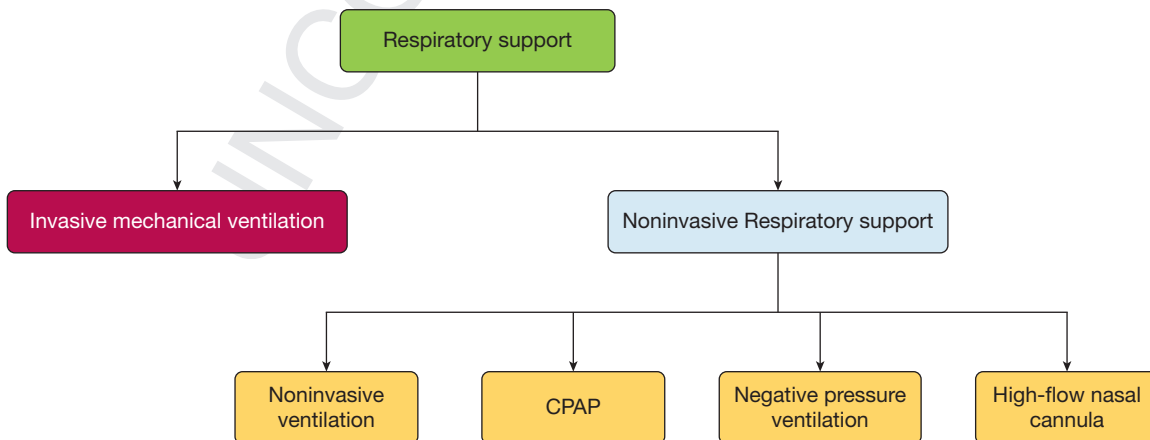 Respiratory support
Invasive mechanical ventilation
Noninvasive Respiratory support
Noninvasive
ventilation
CPAP
Negative pressure
ventilation
High-flow nasal
cannula